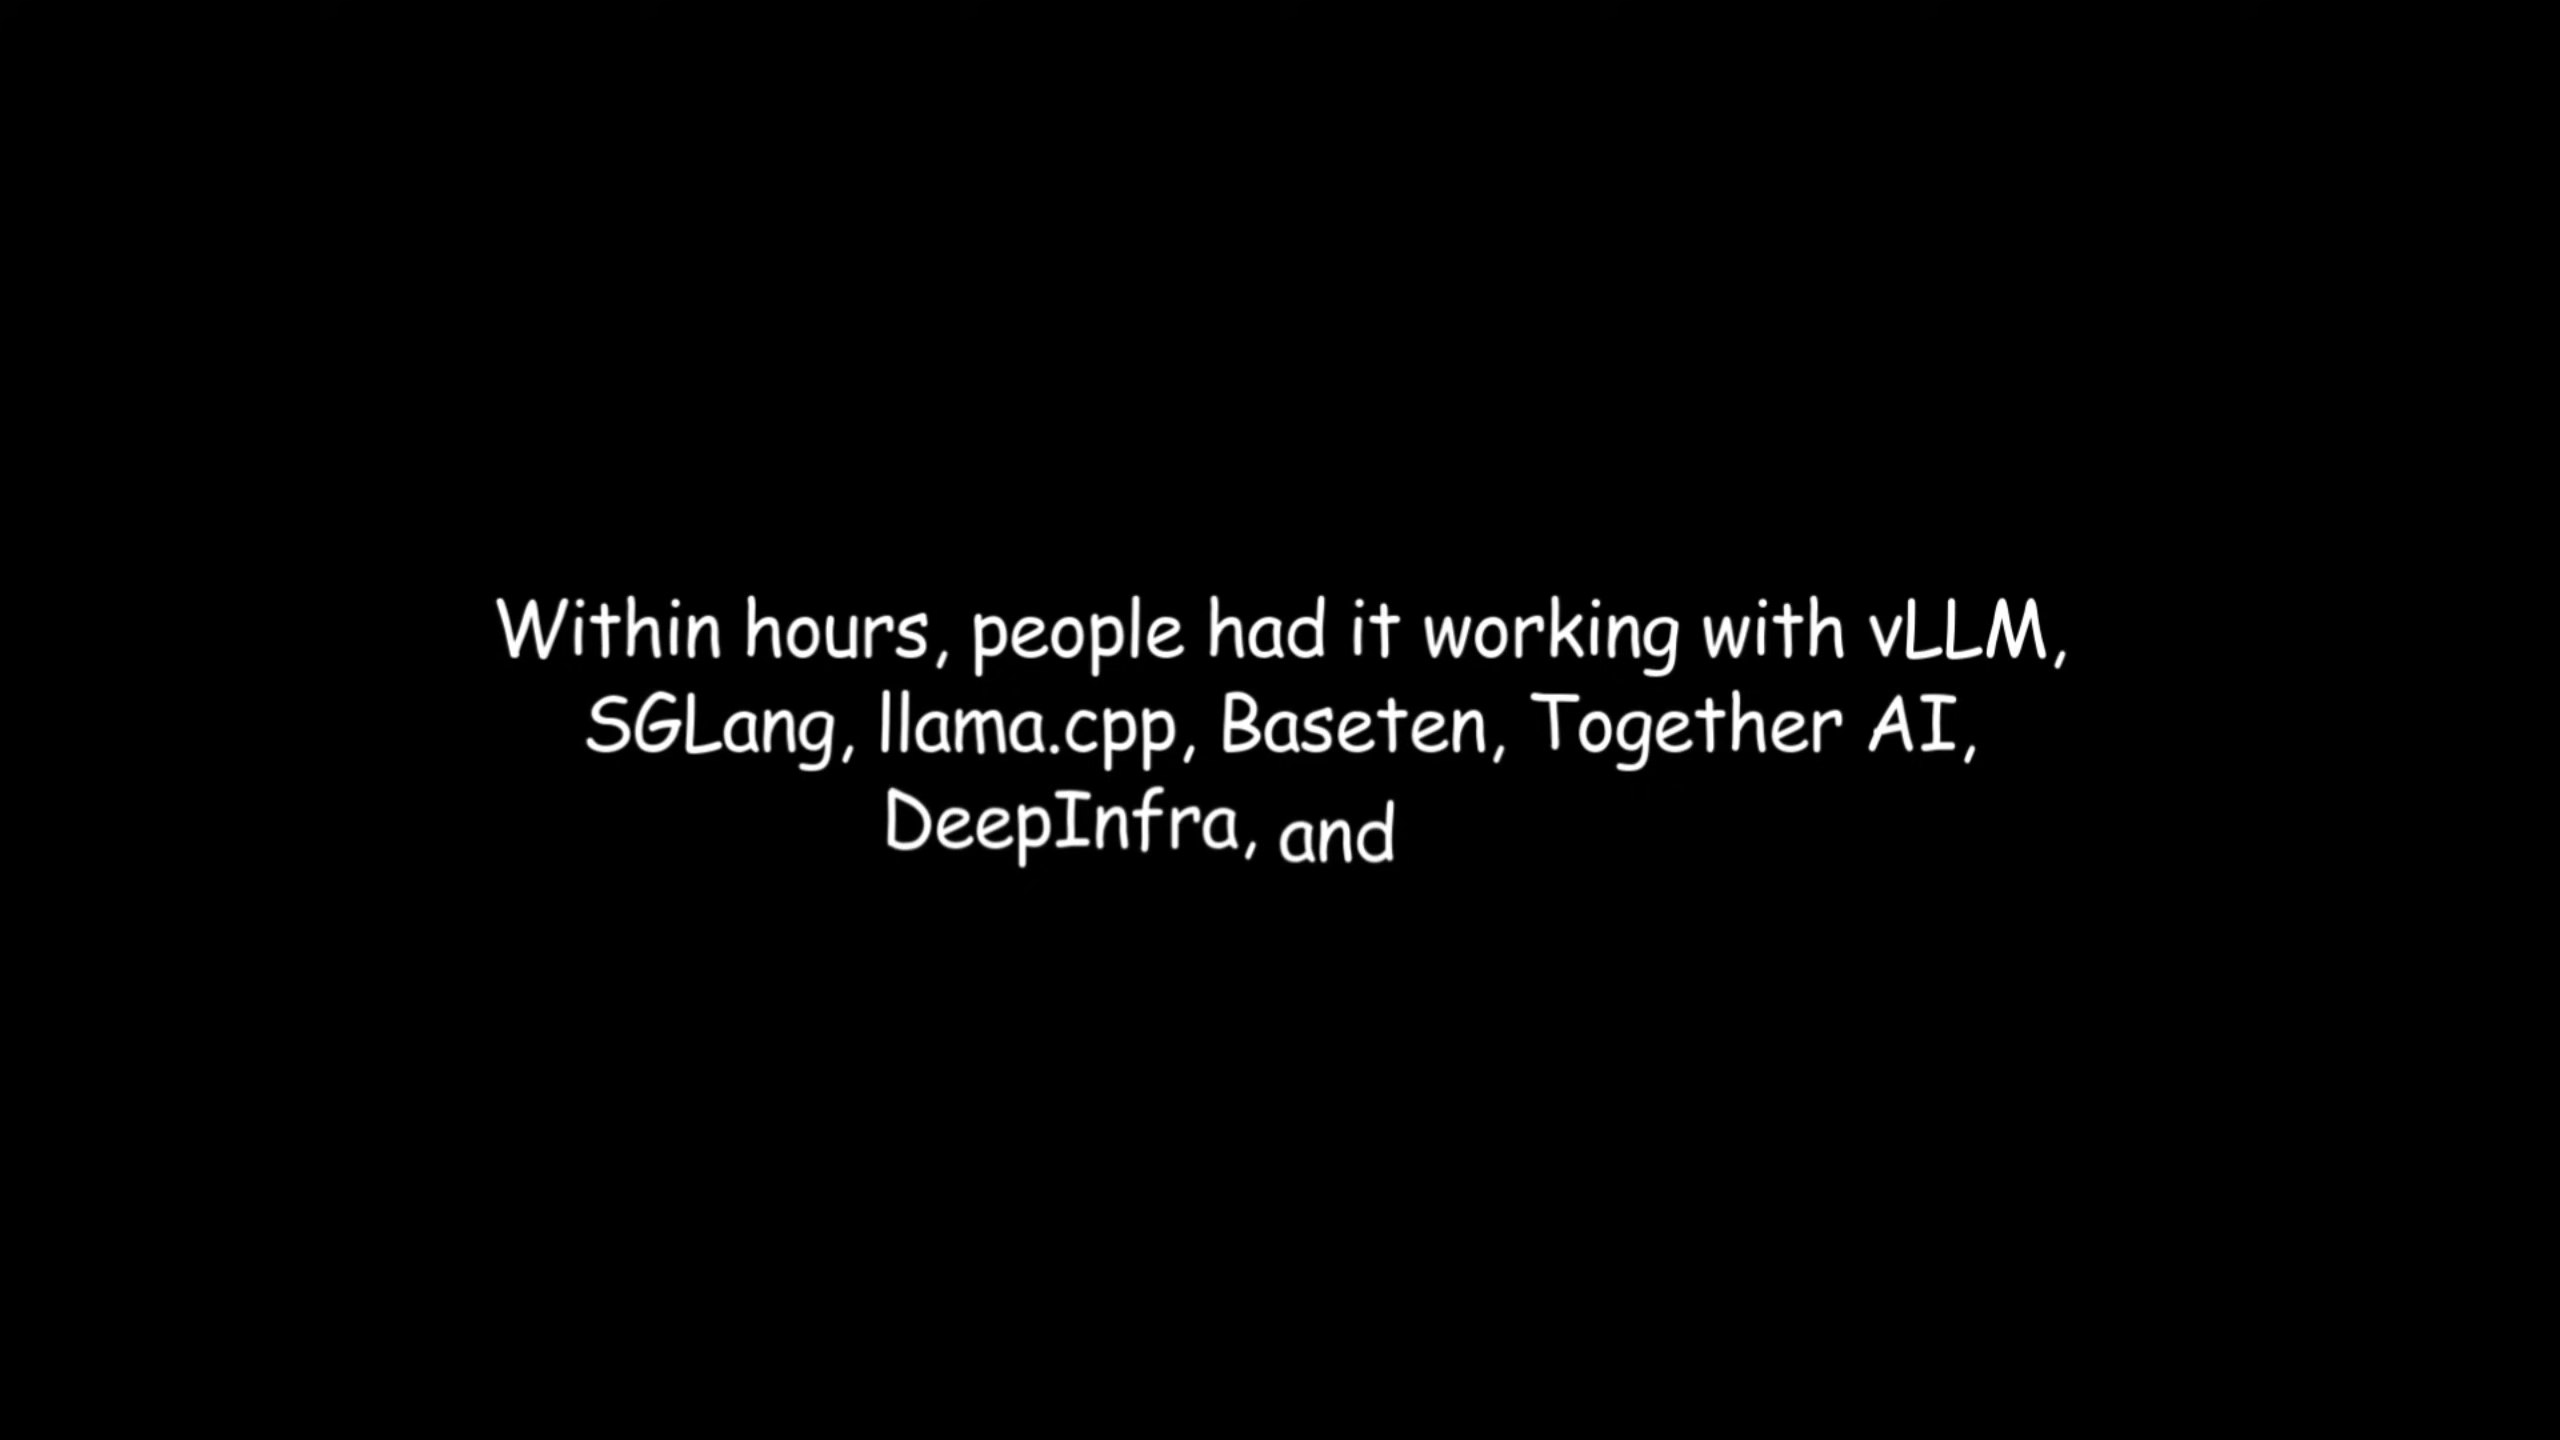 Within hours, people had it working with vLLM,
SGLang, llama.cpp, Baseten, Together AI,
DeepInfra, and